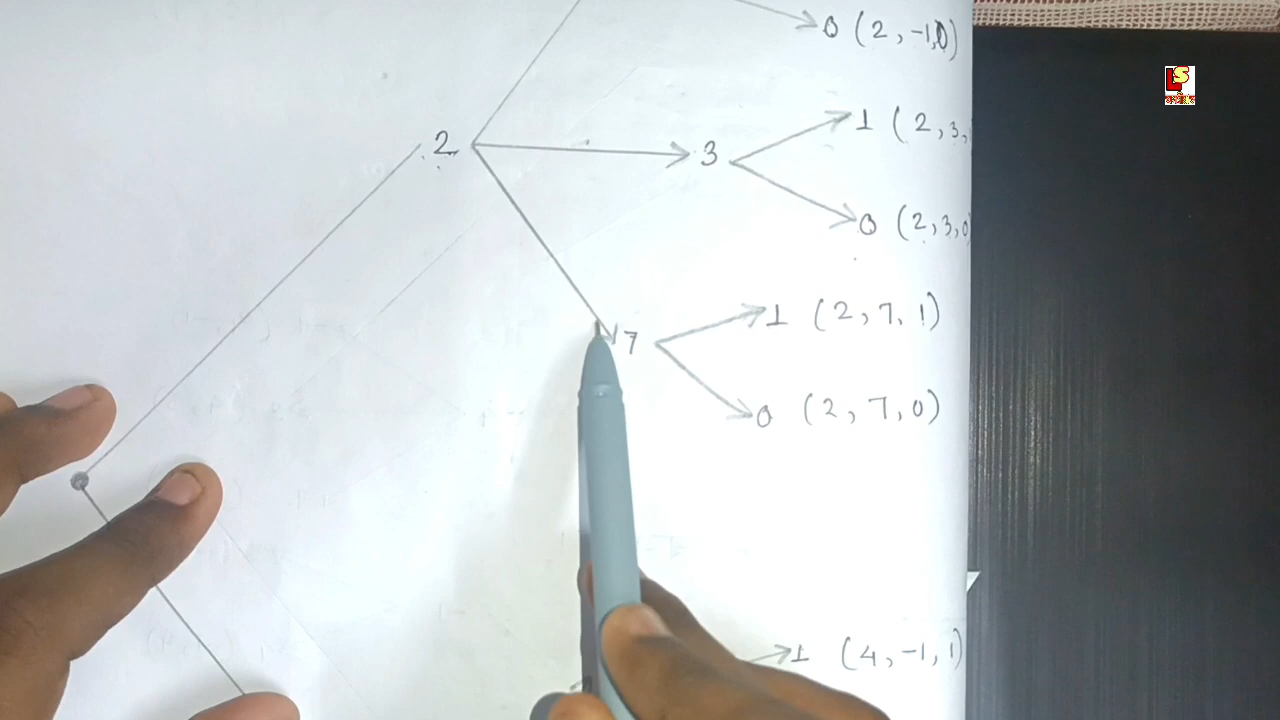 0 (2, -1, 0)
2
3
1 (2, 3,
0 (2, 3, 0)
7
1 (2, 7, 1)
0 (2, 7, 0)
1 (4, -1, 1)
LS